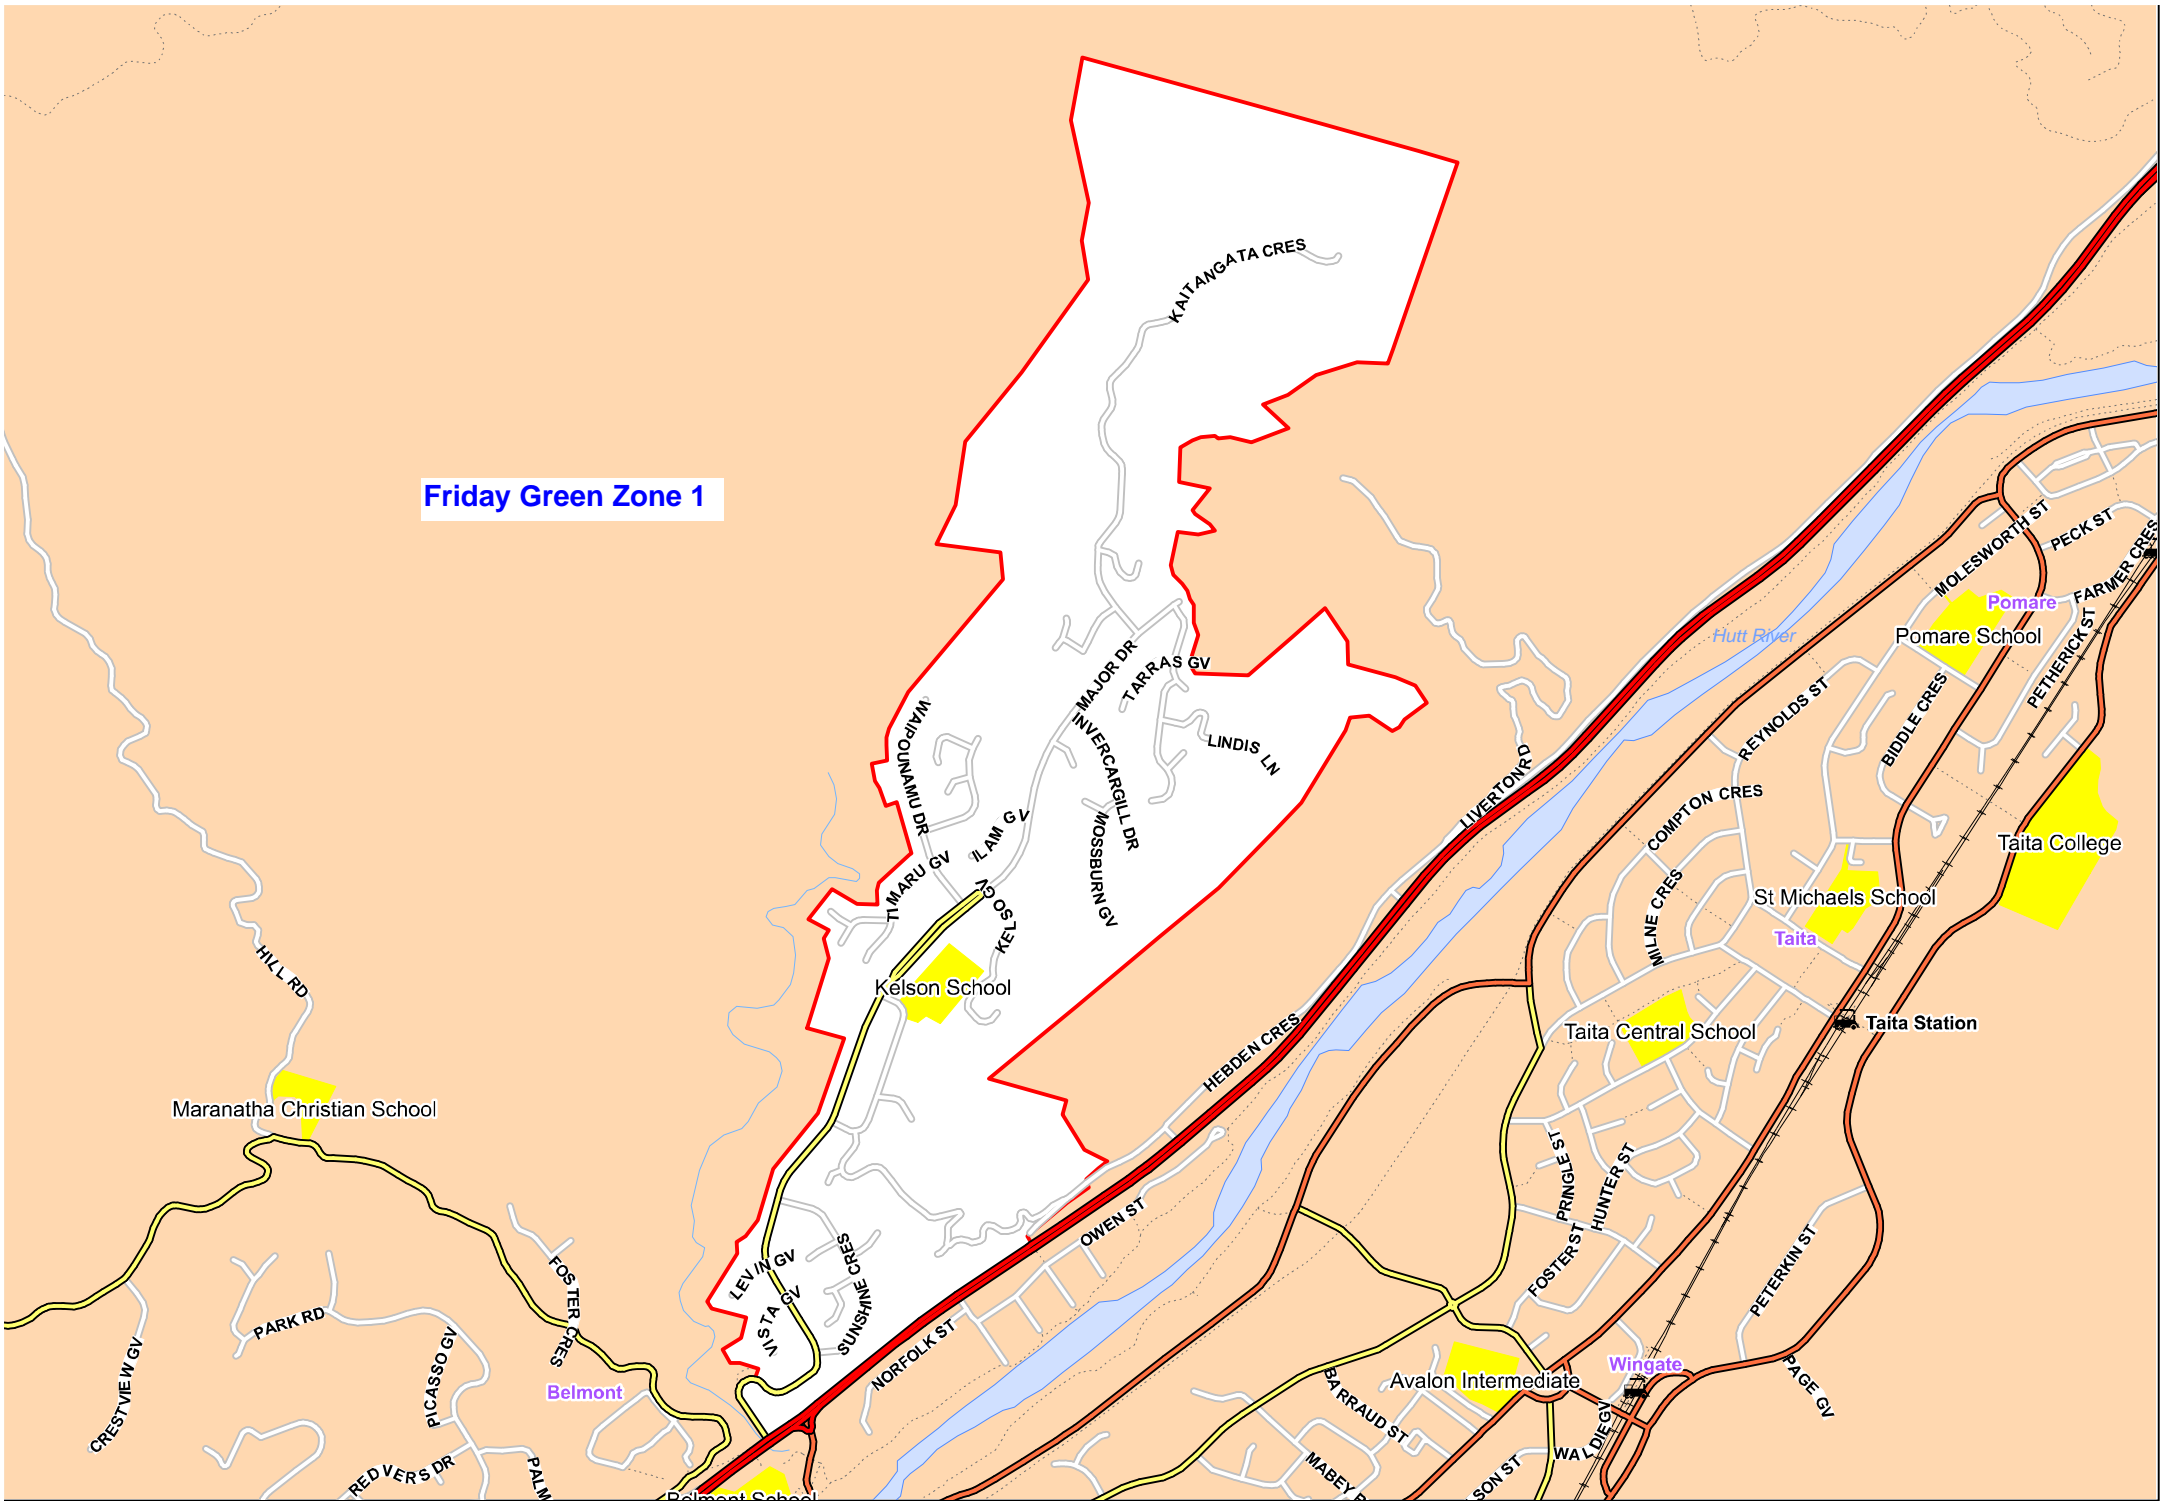 KAITANGATA CRES
Friday Green Zone 1
MOLESWORTH ST
PECK ST
FARMER CRES
Pomare
Hutt River
Pomare School
PETHERICK ST
MAJOR DR
TARRAS GV
WAIPOUNAMU DR
INVERCARGILL DR
LINDIS LN
REYNOLDS ST
BIDDLE CRES
LIVERTON RD
COMPTON CRES
ILAM GV
MOSSBURN GV
TIMARU GV
KELSO GV
Taita College
MILNE CRES
St Michaels School
Taita
HILL RD
Kelson School
Taita Central School
Taita Station
HEBDEN CRES
Maranatha Christian School
PRINGLE ST
HUNTER ST
OWEN ST
FOSTER ST
PETERKIN ST
LEVIN GV
VISTA GV
SUNSHINE CRES
FOSTER CRES
PARK RD
PICASSO GV
CRESTVIEW GV
NORFOLK ST
Belmont
Avalon Intermediate
Wingate
BARRAUD ST
PAGE GV
WALDIE GV
REDVERS DR
PALM
MABEY R
SON ST
Belmont School